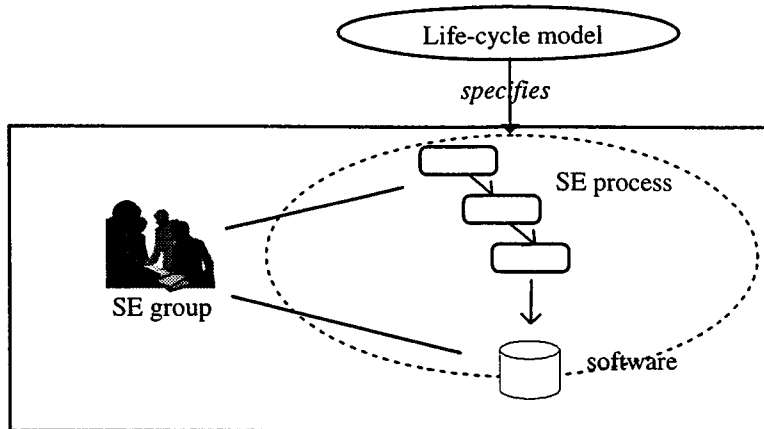 Life-cycle model
specifies
SE process
SE group
software